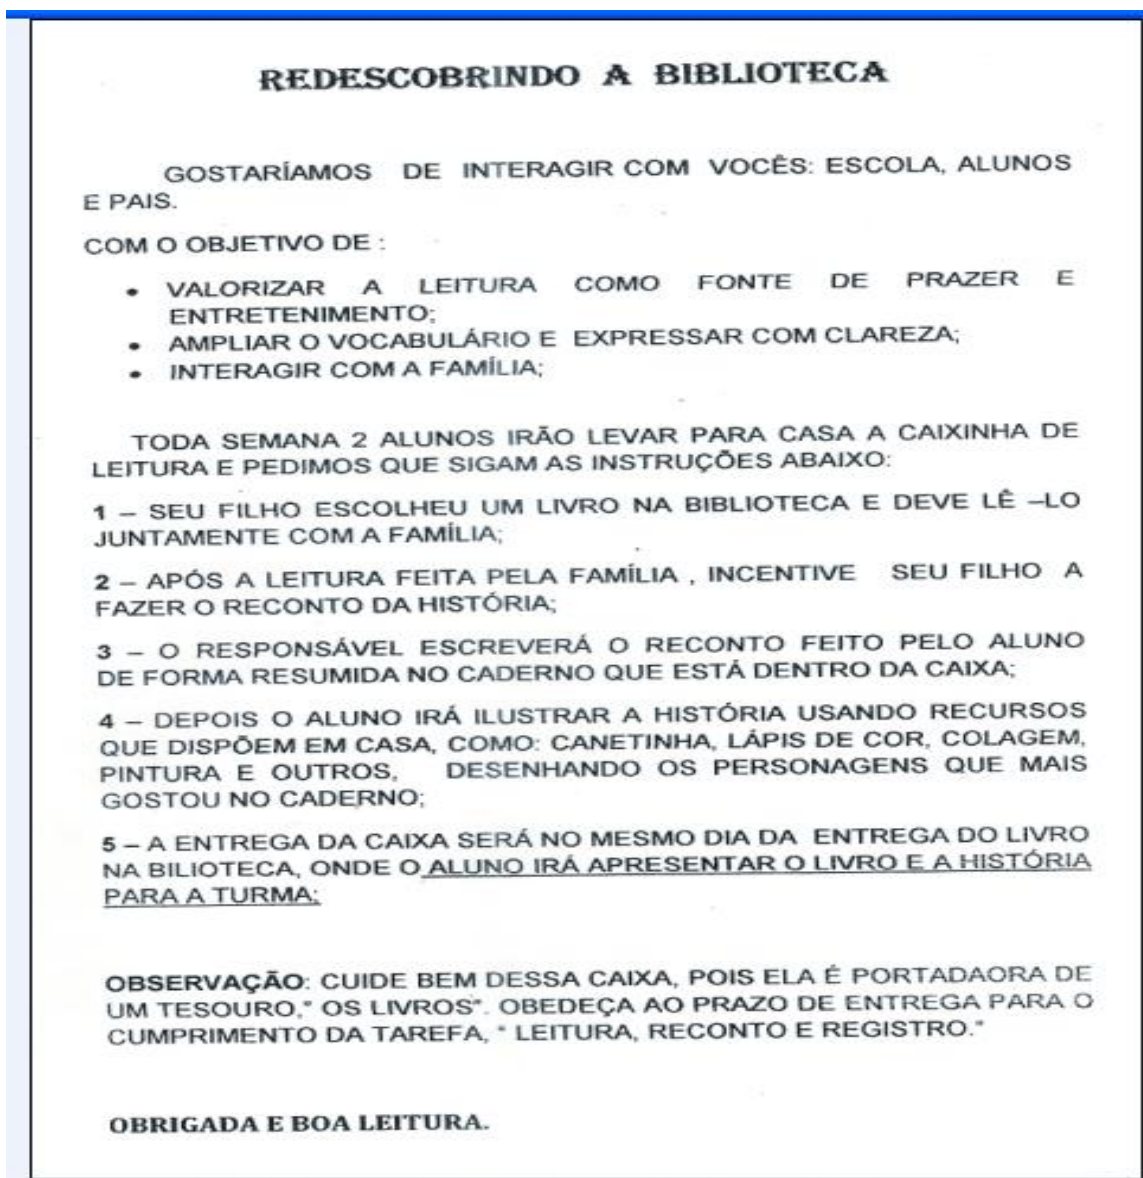 REDESCOBRINDO A BIBLIOTECA
GOSTARÍAMOS DE INTERAGIR COM VOCÊS: ESCOLA, ALUNOS
E PAIS.
COM O OBJETIVO DE :
• VALORIZAR A LEITURA COMO FONTE DE PRAZER E
ENTRETENIMENTO;
• AMPLIAR O VOCABULÁRIO E EXPRESSAR COM CLAREZA;
• INTERAGIR COM A FAMÍLIA;
TODA SEMANA 2 ALUNOS IRÃO LEVAR PARA CASA A CAIXINHA DE
LEITURA E PEDIMOS QUE SIGAM AS INSTRUÇÕES ABAIXO:
1 – SEU FILHO ESCOLHEU UM LIVRO NA BIBLIOTECA E DEVE LÊ –LO
JUNTAMENTE COM A FAMÍLIA;
2 – APÓS A LEITURA FEITA PELA FAMÍLIA , INCENTIVE SEU FILHO A
FAZER O RECONTO DA HISTÓRIA;
3 – O RESPONSÁVEL ESCREVERÁ O RECONTO FEITO PELO ALUNO
DE FORMA RESUMIDA NO CADERNO QUE ESTÁ DENTRO DA CAIXA;
4 – DEPOIS O ALUNO IRÁ ILUSTRAR A HISTÓRIA USANDO RECURSOS
QUE DISPÕEM EM CASA, COMO: CANETINHA, LÁPIS DE COR, COLAGEM,
PINTURA E OUTROS, DESENHANDO OS PERSONAGENS QUE MAIS
GOSTOU NO CADERNO;
5 – A ENTREGA DA CAIXA SERÁ NO MESMO DIA DA ENTREGA DO LIVRO
NA BILIOTECA, ONDE O ALUNO IRÁ APRESENTAR O LIVRO E A HISTÓRIA
PARA A TURMA;
OBSERVAÇÃO: CUIDE BEM DESSA CAIXA, POIS ELA É PORTADAORA DE
UM TESOURO," OS LIVROS". OBEDEÇA AO PRAZO DE ENTREGA PARA O
CUMPRIMENTO DA TAREFA, " LEITURA, RECONTO E REGISTRO."
OBRIGADA E BOA LEITURA.